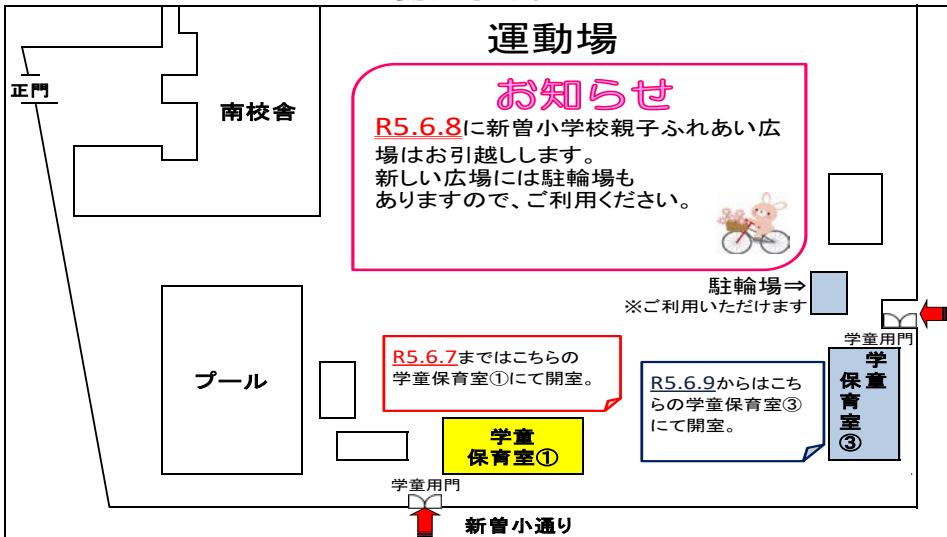 運動場
お知らせ
R5.6.8に新曽小学校親子ふれあい広
場はお引越しします。
新しい広場には駐輪場も
ありますので、ご利用ください。
正門
南校舎
駐輪場⇒
※ご利用いただけます
学童用門
プール
R5.6.7まではこちらの
学童保育室①にて開室。
R5.6.9からはこち
らの学童保育室③
にて開室。
学童
保育室③
学童
保育室①
学童用門
新曽小通り